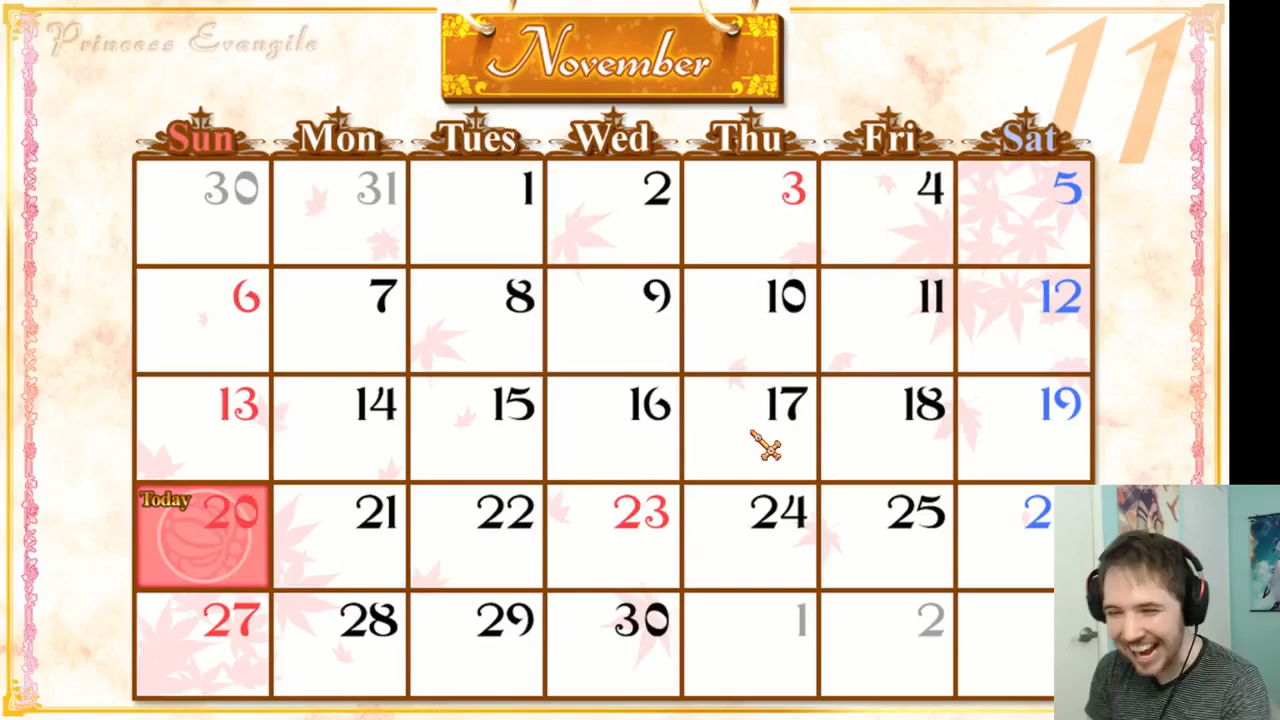 Princess Evangile
November
11
Sun Mon Tues Wed Thu Fri Sat
30 31 1 2 3 4 5
6 7 8 9 10 11 12
13 14 15 16 17 18 19
Today 20 21 22 23 24 25 2
27 28 29 30 1 2